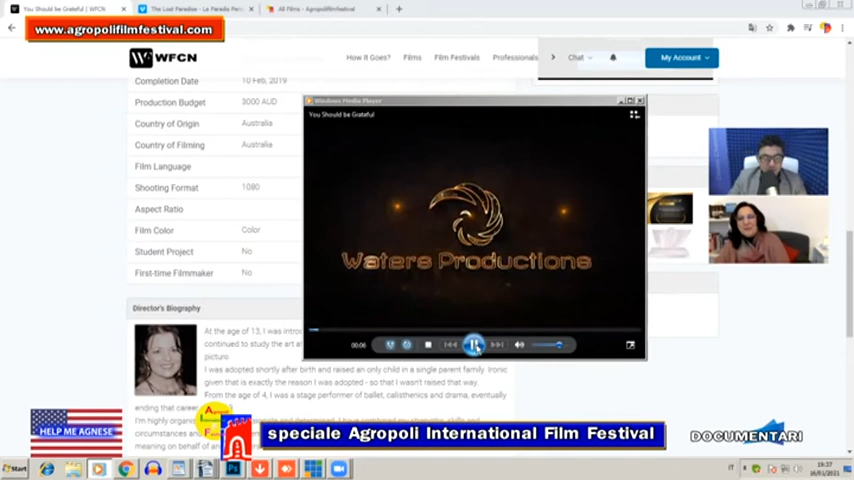 You Should be Grateful | WFCN
The Lost Paradise - La Paradis Per
All Films - Agropolifilmfestival
www.agropolifilmfestival.com
WFCN
How It Goes?
Films
Film Festivals
Professionals
Chat
My Account
Completion Date
10 Feb, 2019
Production Budget
3000 AUD
Country of Origin
Australia
Country of Filming
Australia
Film Language
Shooting Format
1080
Aspect Ratio
Film Color
Color
Student Project
No
First-time Filmmaker
No
Windows Media Player
You Should be Grateful
Waters Productions
00:06
Director's Biography
At the age of 13, I was intro
continued to study the art a
picture.
I was adopted shortly after birth and raised an only child in a single parent family. Ironic
given that is exactly the reason I was adopted - so that I wasn't raised that way.
From the age of 4, I was a stage performer of ballet, calisthenics and drama, eventually
ending that career
I'm highly organis
circumstances an
meaning on behalf of
HELP ME AGNESE
speciale Agropoli International Film Festival
DOCUMENTARI
Start
IT
19:37
16/01/2021